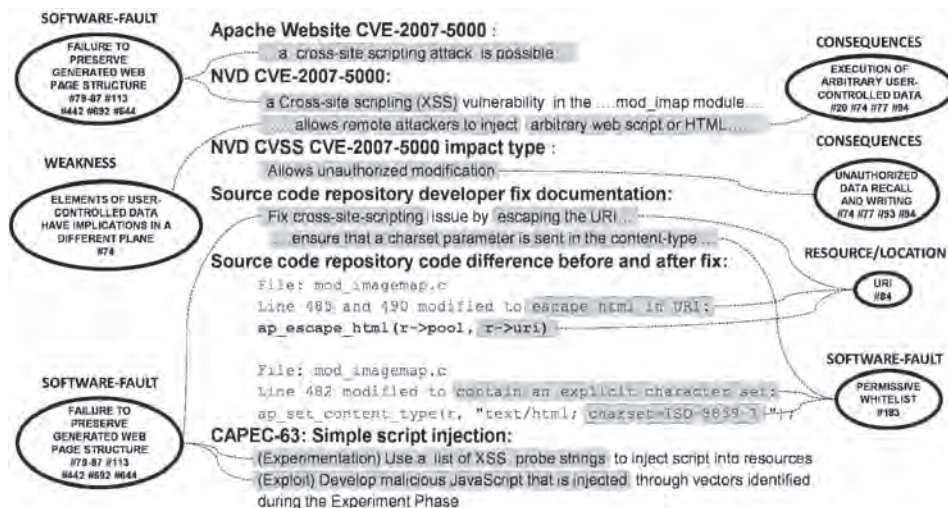 SOFTWARE-FAULT
FAILURE TO
PRESERVE
GENERATED WEB
PAGE STRUCTURE
#79-87 #113
#442 #692 #644
WEAKNESS
ELEMENTS OF USER-
CONTROLLED DATA
HAVE IMPLICATIONS IN A
DIFFERENT PLANE
#74
SOFTWARE-FAULT
FAILURE TO
PRESERVE
GENERATED WEB
PAGE STRUCTURE
#79-87 #113
#442 #692 #644
Apache Website CVE-2007-5000 :
....a cross-site scripting attack is possible
NVD CVE-2007-5000:
a Cross-site scripting (XSS) vulnerability in the ....mod_imap module....
.....allows remote attackers to inject arbitrary web script or HTML......
NVD CVSS CVE-2007-5000 impact type :
Allows unauthorized modification
Source code repository developer fix documentation:
Fix cross-site-scripting issue by escaping the URI ...
....ensure that a charset parameter is sent in the content-type ...
Source code repository code difference before and after fix:
File: mod_imagemap.c
Line 485 and 490 modified to escape html in URI:
ap_escape_html(r->pool, r->uri)
File: mod_imagemap.c
Line 482 modified to contain an explicit character set:
ap_set_content_type(r, "text/html; charset=ISO-8859-1");
CAPEC-63: Simple script injection:
(Experimentation) Use a list of XSS probe strings to inject script into resources
(Exploit) Develop malicious JavaScript that is injected through vectors identified
during the Experiment Phase
CONSEQUENCES
EXECUTION OF
ARBITRARY USER-
CONTROLLED DATA
#20 #74 #77 #94
CONSEQUENCES
UNAUTHORIZED
DATA RECALL
AND WRITING
#74 #77 #93 #94
RESOURCE/LOCATION
URI
#84
SOFTWARE-FAULT
PERMISSIVE
WHITELIST
#183